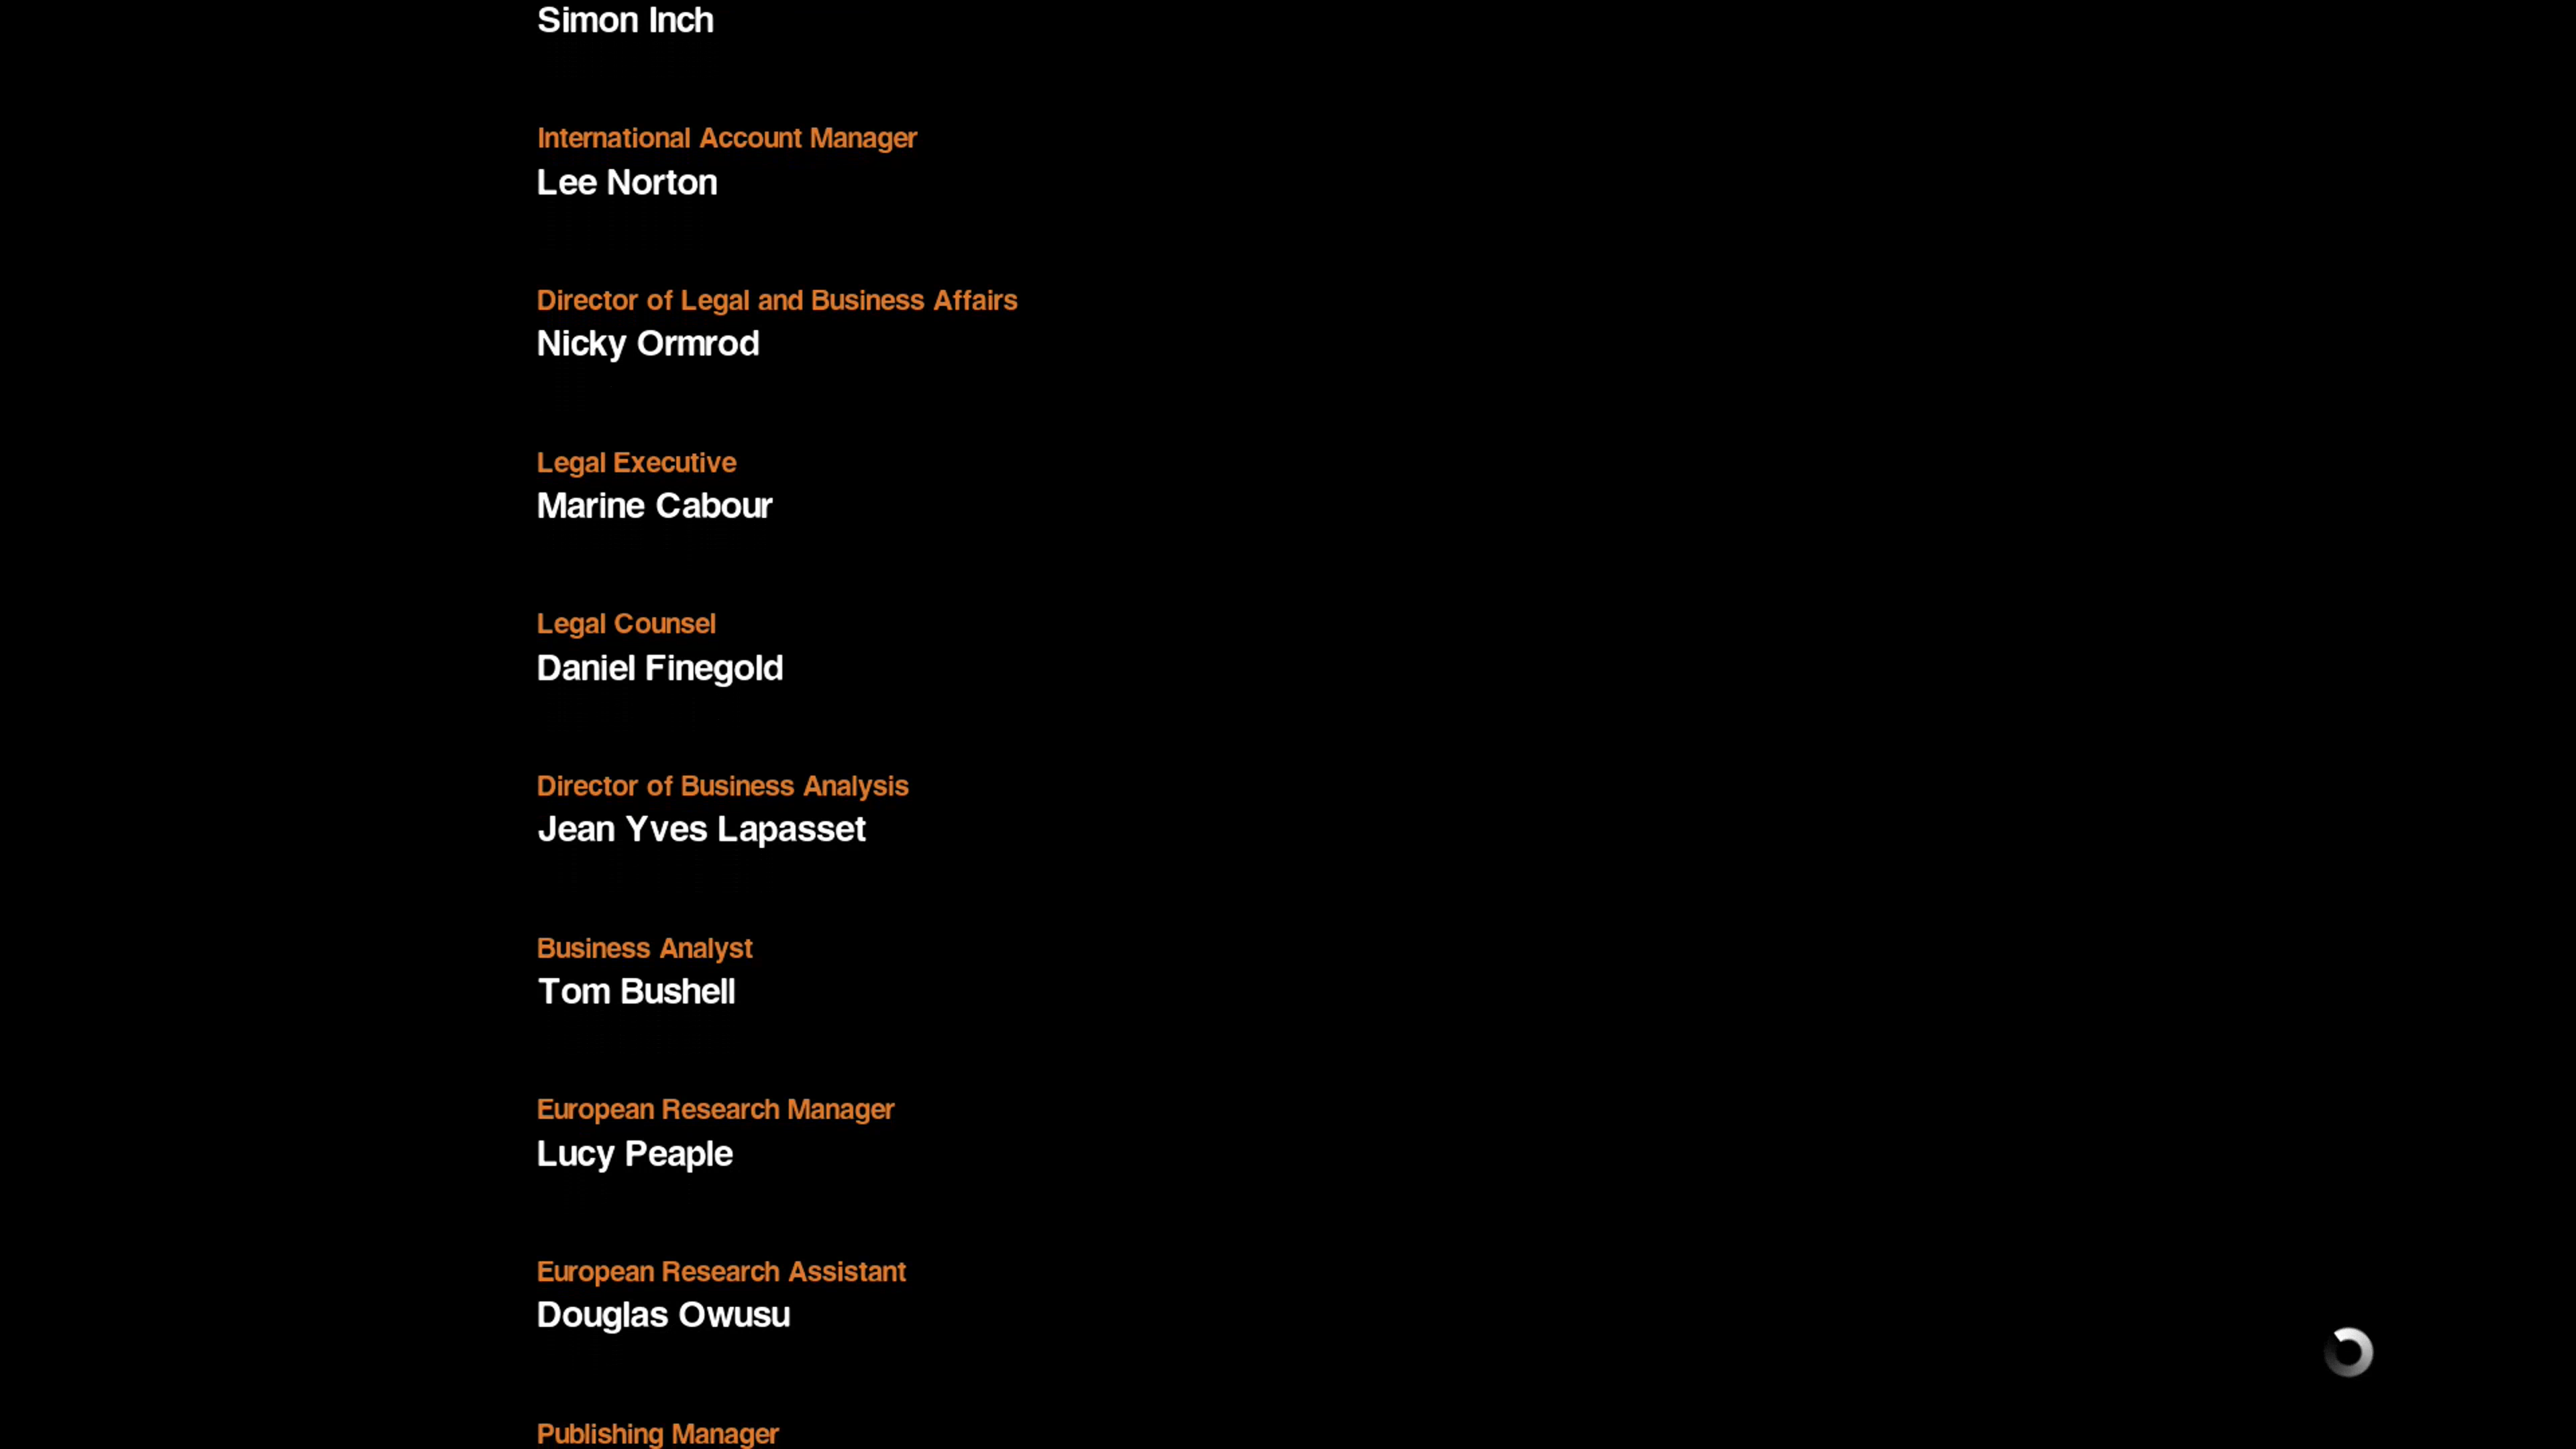 Simon Inch
International Account Manager
Lee Norton
Director of Legal and Business Affairs
Nicky Ormrod
Legal Executive
Marine Cabour
Legal Counsel
Daniel Finegold
Director of Business Analysis
Jean Yves Lapasset
Business Analyst
Tom Bushell
European Research Manager
Lucy Peaple
European Research Assistant
Douglas Owusu
Publishing Manager